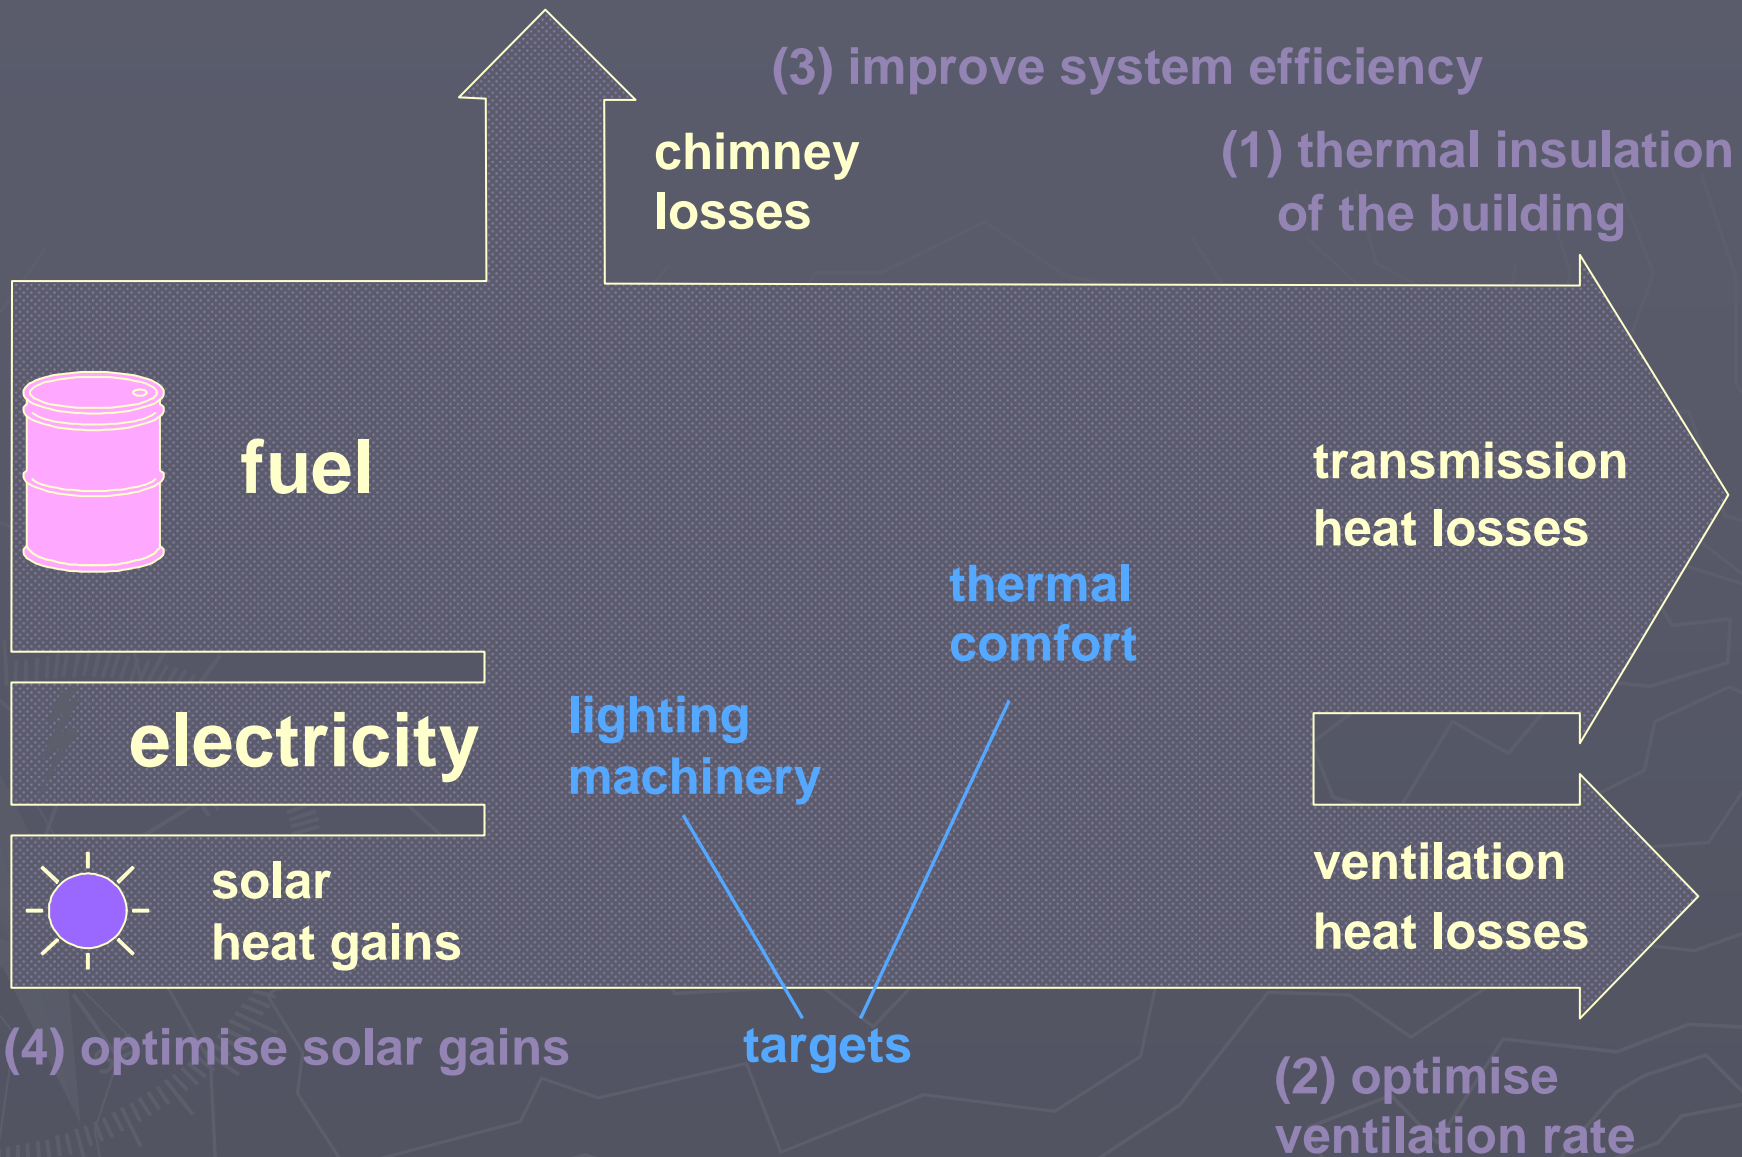 (3) improve system efficiency
chimney
losses
(1) thermal insulation
of the building
fuel
transmission
heat losses
thermal
comfort
electricity
lighting
machinery
solar
heat gains
ventilation
heat losses
(4) optimise solar gains
targets
(2) optimise
ventilation rate